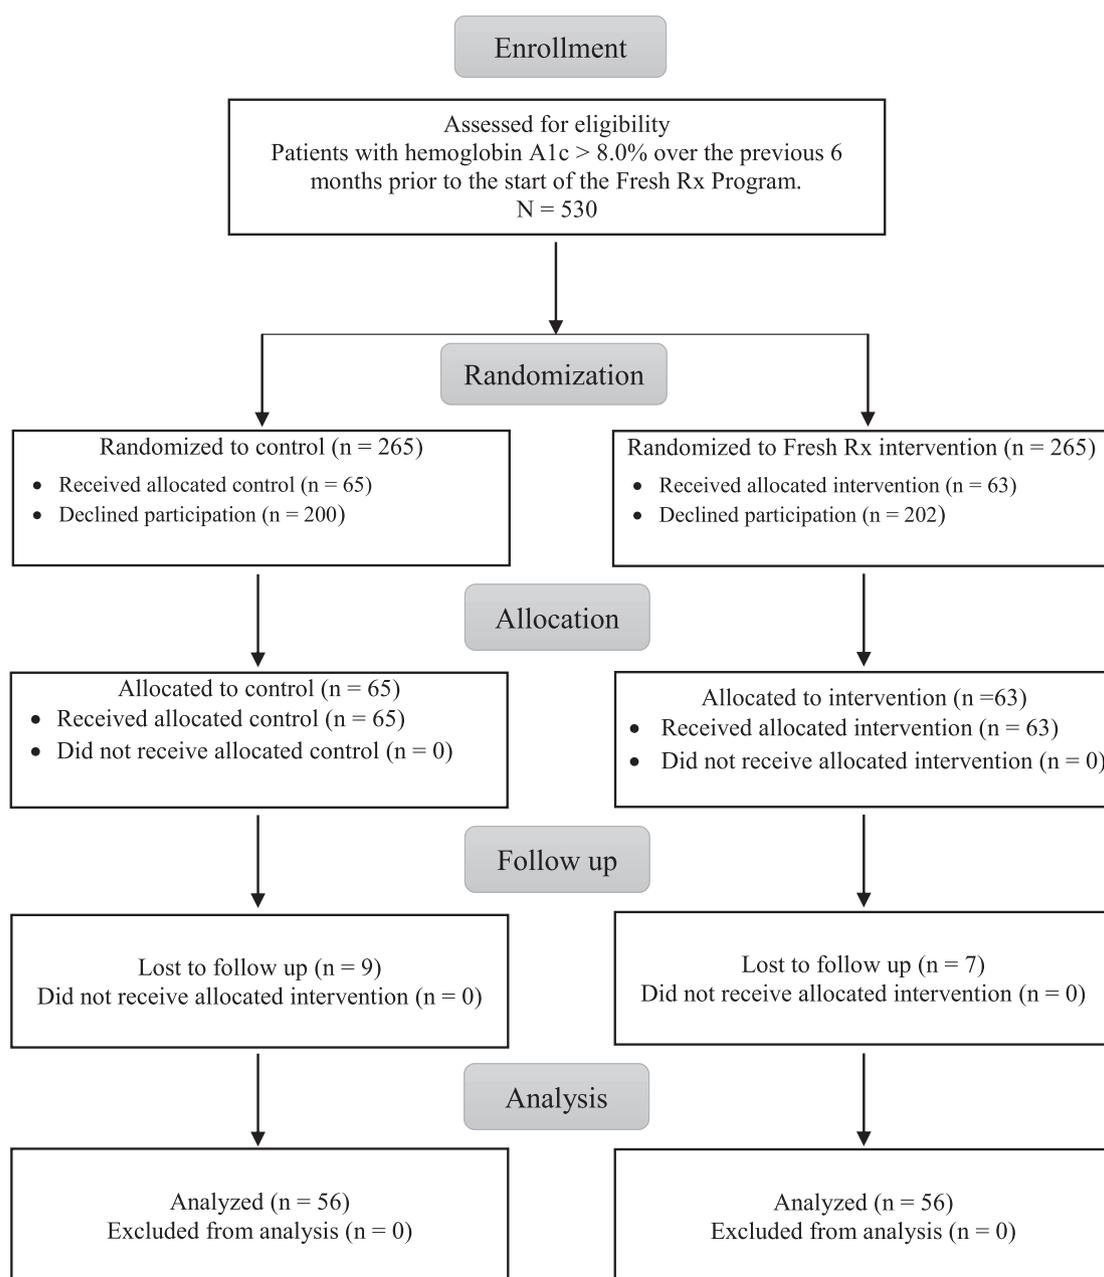 Enrollment
Assessed for eligibility
Patients with hemoglobin A1c > 8.0% over the previous 6
months prior to the start of the Fresh Rx Program.
N = 530
Randomization
Randomized to control (n = 265)
• Received allocated control (n = 65)
• Declined participation (n = 200)
Randomized to Fresh Rx intervention (n = 265)
• Received allocated intervention (n = 63)
• Declined participation (n = 202)
Allocation
Allocated to control (n = 65)
• Received allocated control (n = 65)
• Did not receive allocated control (n = 0)
Allocated to intervention (n =63)
• Received allocated intervention (n = 63)
• Did not receive allocated intervention (n = 0)
Follow up
Lost to follow up (n = 9)
Did not receive allocated intervention (n = 0)
Lost to follow up (n = 7)
Did not receive allocated intervention (n = 0)
Analysis
Analyzed (n = 56)
Excluded from analysis (n = 0)
Analyzed (n = 56)
Excluded from analysis (n = 0)